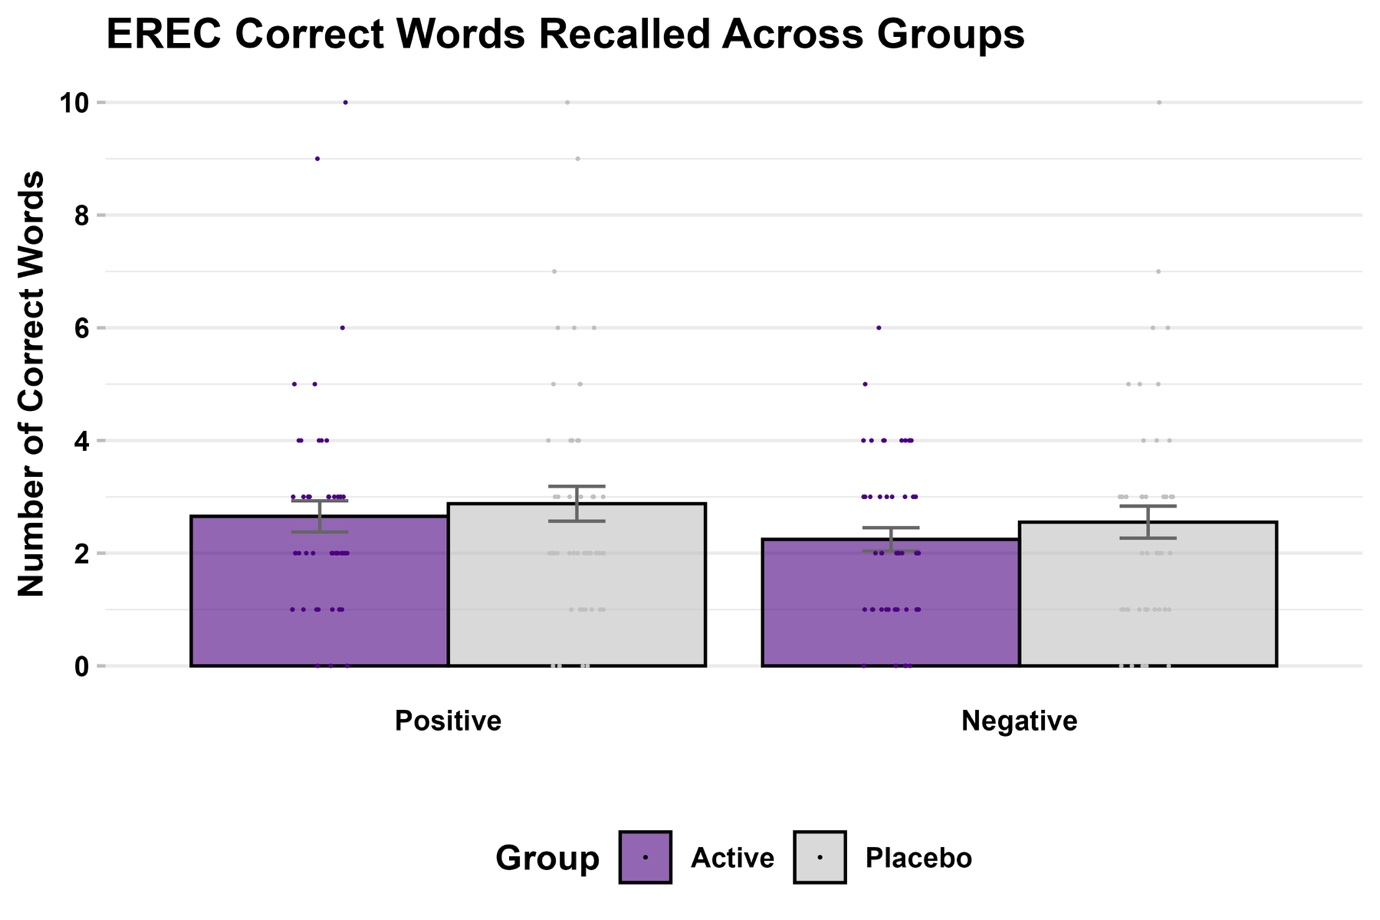 EREC Correct Words Recalled Across Groups
Number of Correct Words
10
8
6
4
2
0
Positive Negative
Group Active Placebo